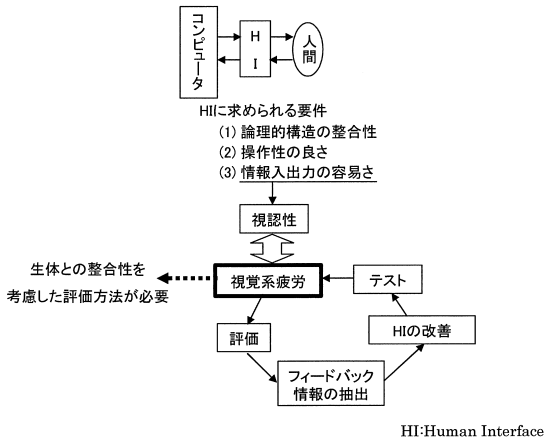 コンピュータ
HI
人間
HIに求められる要件
(1) 論理的構造の整合性
(2) 操作性の良さ
(3) 情報入出力の容易さ
視認性
生体との整合性を
考慮した評価方法が必要
視覚系疲労
テスト
評価
HIの改善
フィードバック
情報の抽出
HI:Human Interface